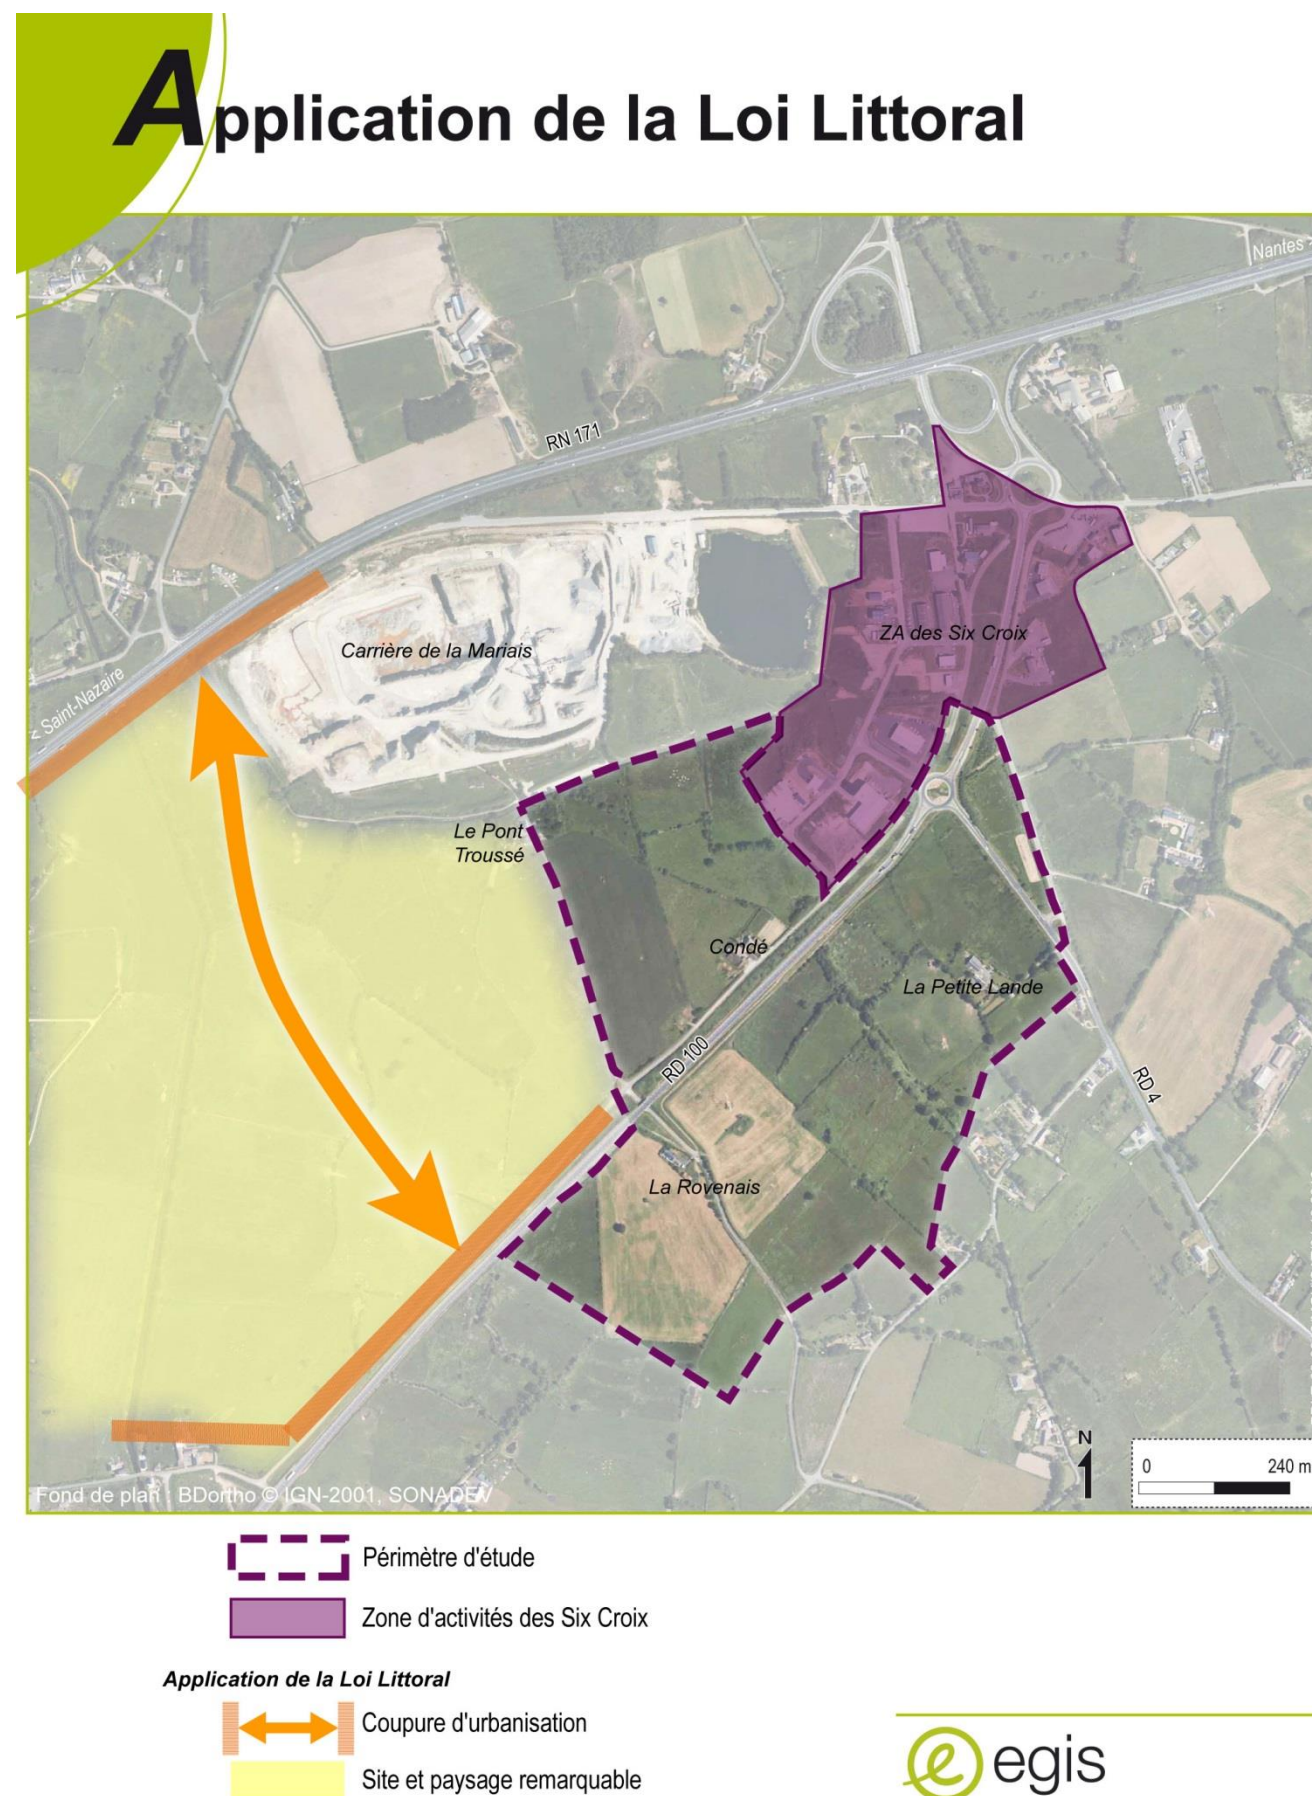 Application de la Loi Littoral
Nantes >
RN 171
ZA des Six Croix
Carrière de la Mariais
< Saint-Nazaire
Le Pont
Troussé
Condé
La Petite Lande
RD 100
RD 4
La Rovenais
N
0 240 m
Fond de plan : BDortho © IGN-2001, SONADEV
Périmètre d'étude
Zone d'activités des Six Croix
Application de la Loi Littoral
Coupure d'urbanisation
Site et paysage remarquable
e egis